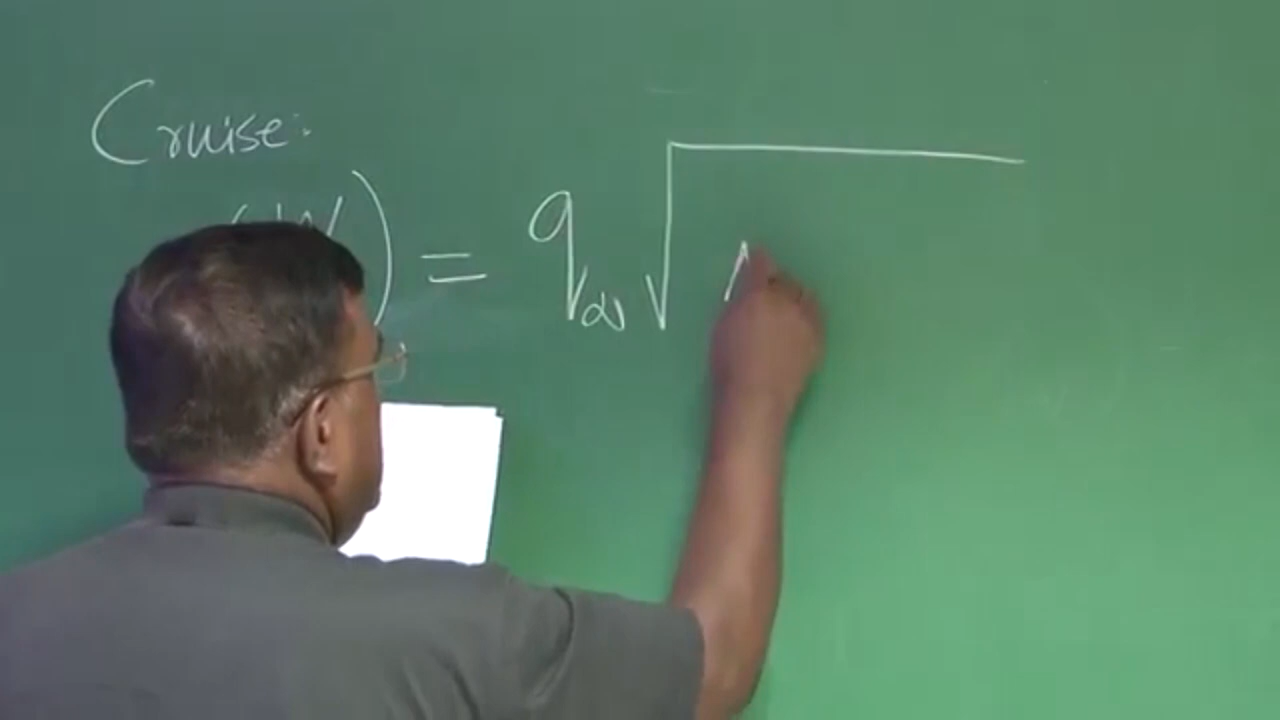 Cruise:
(W) = q∞ √